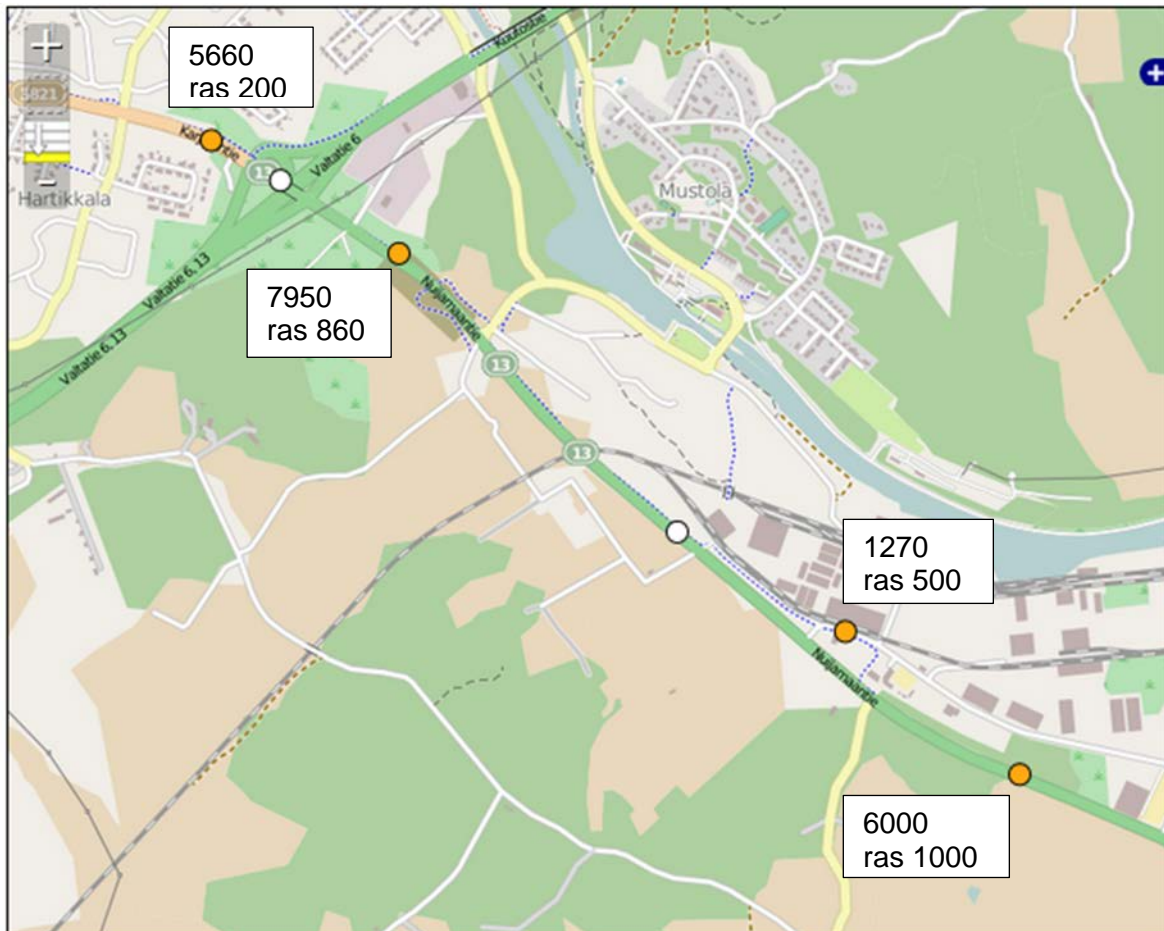 +
5660
ras 200
Kuutostie
Valtatie 6
13
−
Hartikkala
Mustola
Valtatie 6, 13
7950
ras 860
Nuijamaantie
Valtatie 6, 13
13
13
1270
ras 500
Nuijamaantie
6000
ras 1000